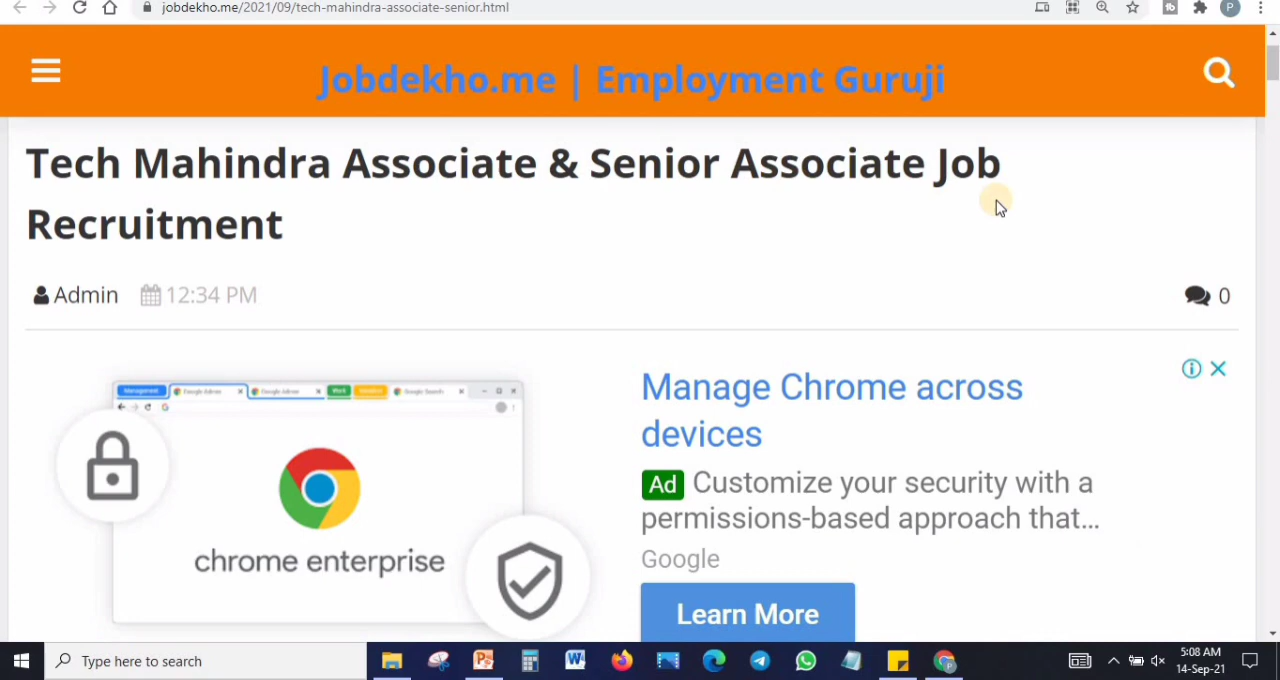 jobdekho.me/2021/09/tech-mahindra-associate-senior.html
P
Jobdekho.me | Employment Guruji
Tech Mahindra Associate & Senior Associate Job
Recruitment
Admin 12:34 PM 0
Manage Chrome across
devices
Ad Customize your security with a
permissions-based approach that...
Google
Learn More
chrome enterprise
Type here to search
5:08 AM
14-Sep-21